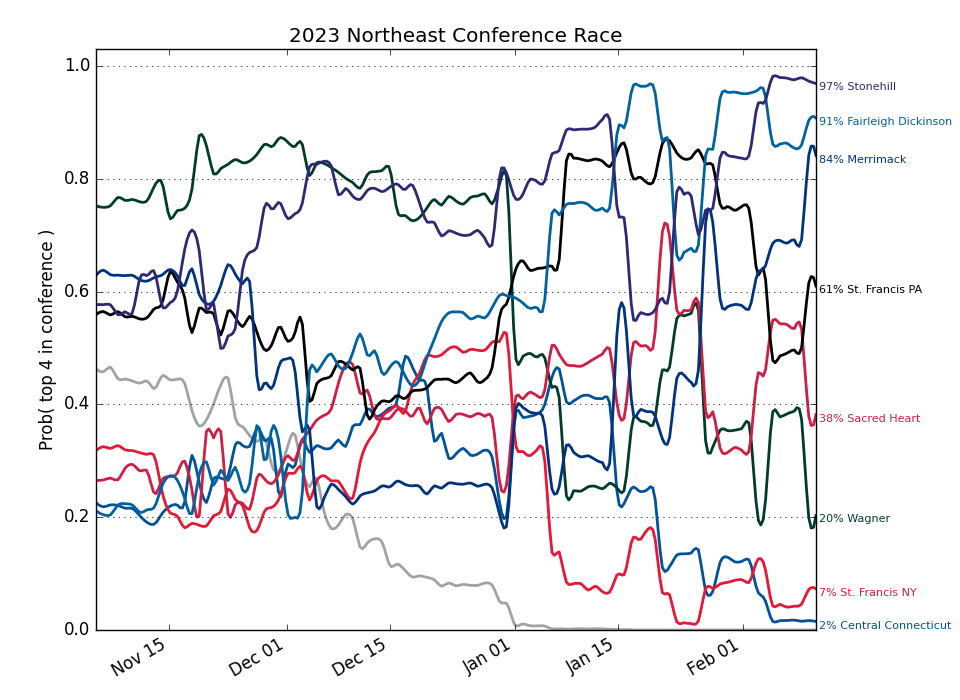 2023 Northeast Conference Race
Prob( top 4 in conference )
1.0
0.8
0.6
0.4
0.2
0.0
Nov 15
Dec 01
Dec 15
Jan 01
Jan 15
Feb 01
97% Stonehill
91% Fairleigh Dickinson
84% Merrimack
61% St. Francis PA
38% Sacred Heart
20% Wagner
7% St. Francis NY
2% Central Connecticut